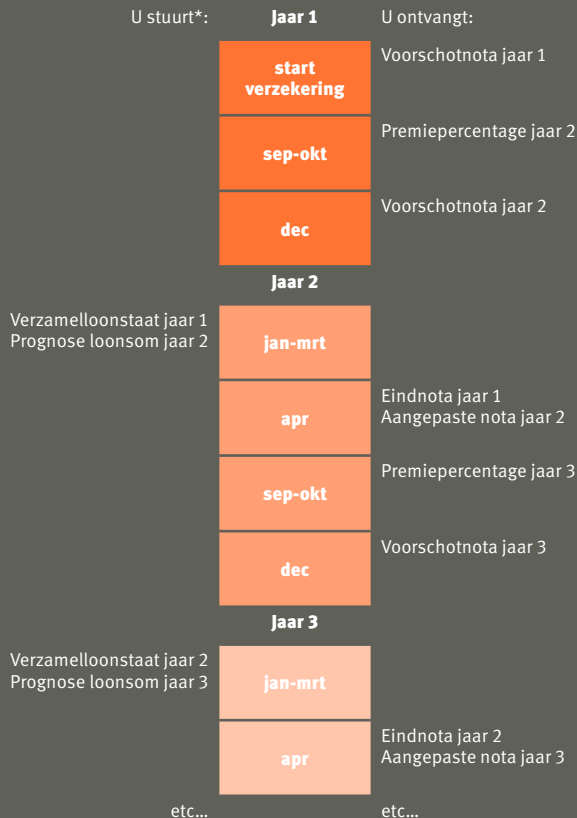 U stuurt*:
Jaar 1
U ontvangt:
start
verzekering
Voorschotnota jaar 1
sep-okt
Premiepercentage jaar 2
dec
Voorschotnota jaar 2
Jaar 2
Verzamelloonstaat jaar 1
Prognose loonsom jaar 2
jan-mrt
apr
Eindnota jaar 1
Aangepaste nota jaar 2
sep-okt
Premiepercentage jaar 3
dec
Voorschotnota jaar 3
Jaar 3
Verzamelloonstaat jaar 2
Prognose loonsom jaar 3
jan-mrt
apr
Eindnota jaar 2
Aangepaste nota jaar 3
etc...
etc...